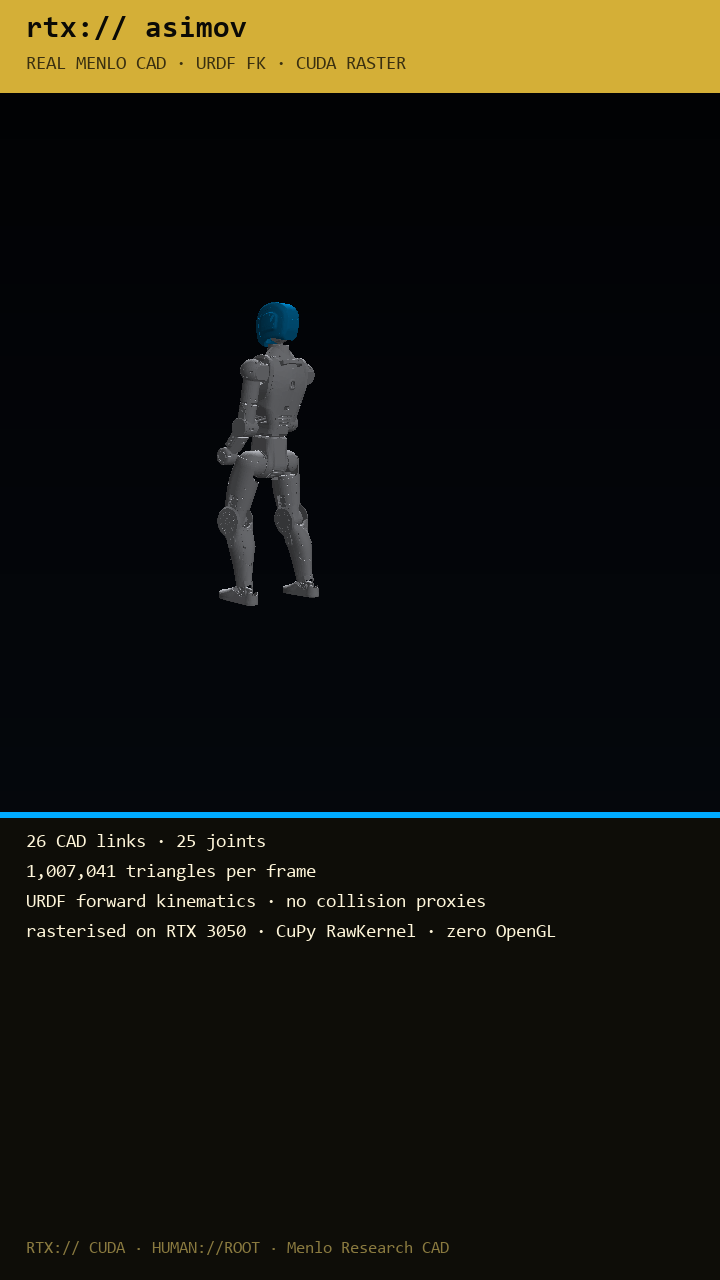 rtx:// asimov
REAL MENLO CAD · URDF FK · CUDA RASTER
26 CAD links · 25 joints
1,007,041 triangles per frame
URDF forward kinematics · no collision proxies
rasterised on RTX 3050 · CuPy RawKernel · zero OpenGL
RTX:// CUDA · HUMAN://ROOT · Menlo Research CAD